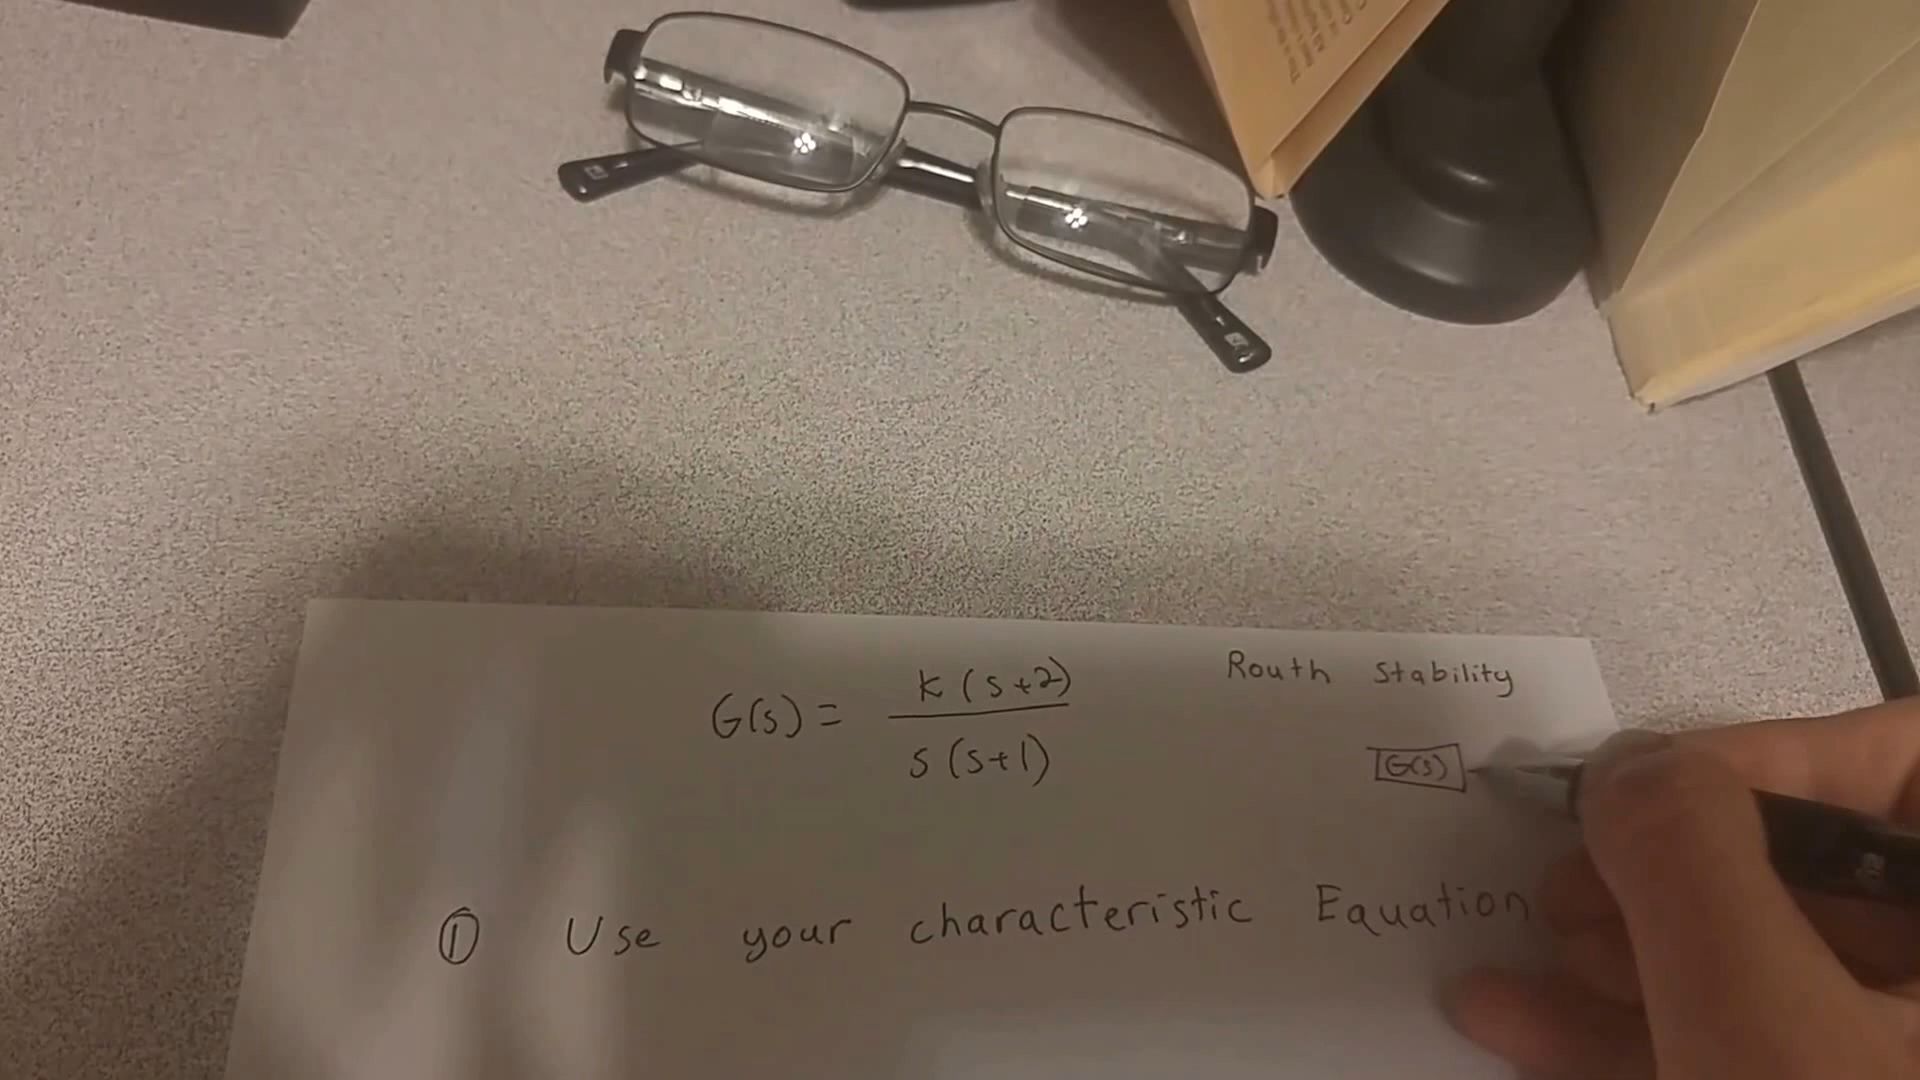 Routh Stability
G(s) = K(s+2)
s(s+1)
G(s)
① Use your characteristic Equation